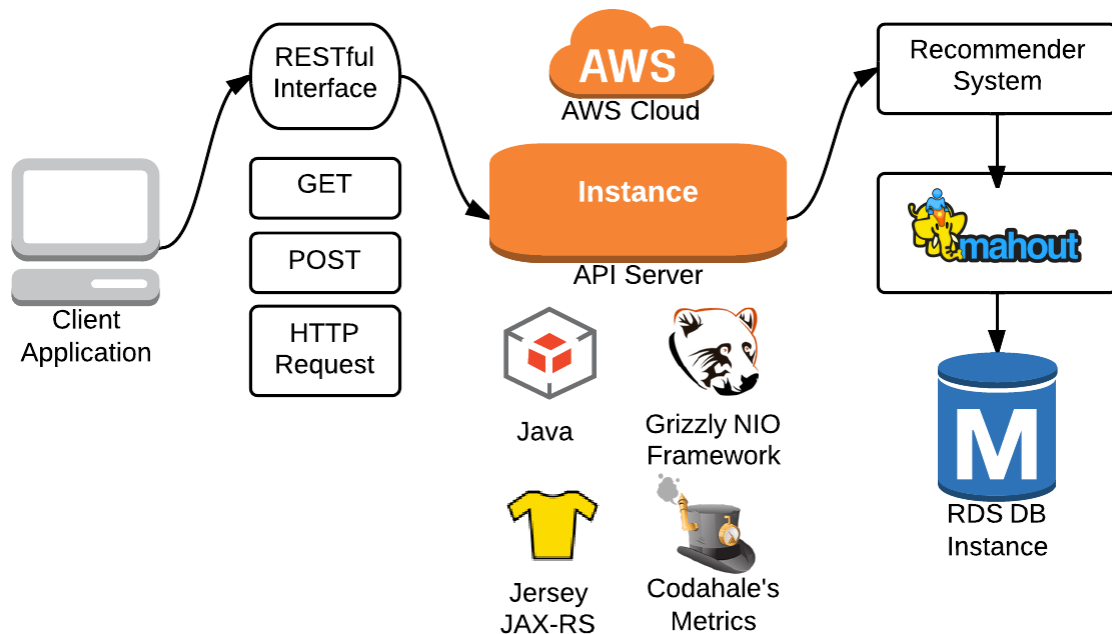 RESTful
Interface
GET
POST
HTTP
Request
Client
Application
AWS
AWS Cloud
Instance
API Server
Java
Grizzly NIO
Framework
Jersey
JAX-RS
Codahale's
Metrics
Recommender
System
mahout
M
RDS DB
Instance